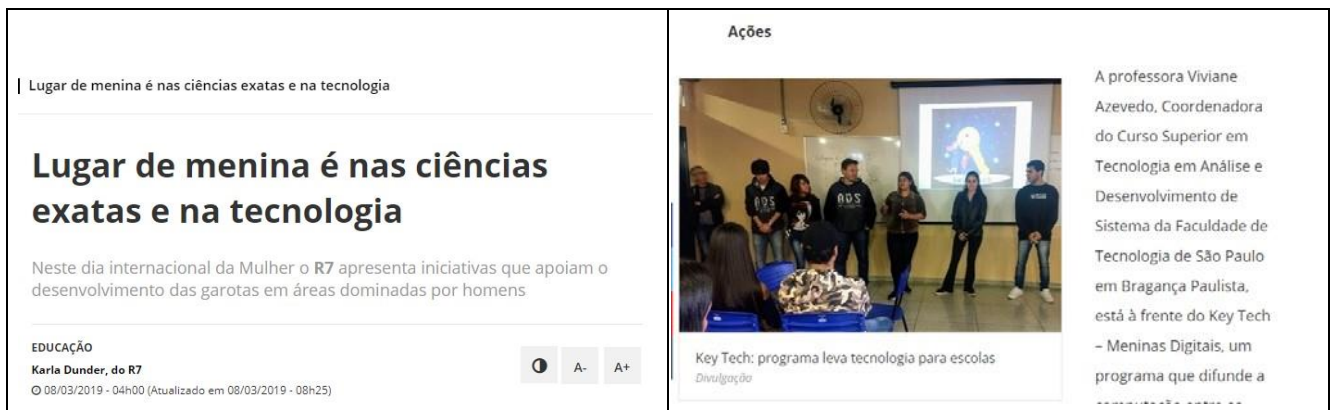 Lugar de menina é nas ciências exatas e na tecnologia
Lugar de menina é nas ciências
exatas e na tecnologia
Neste dia internacional da Mulher o R7 apresenta iniciativas que apoiam o
desenvolvimento das garotas em áreas dominadas por homens
EDUCAÇÃO
Karla Dunder, do R7
08/03/2019 - 04h00 (Atualizado em 08/03/2019 - 08h25)
A-
A+
Ações
ADS
ADS
Key Tech: programa leva tecnologia para escolas
Divulgação
A professora Viviane
Azevedo, Coordenadora
do Curso Superior em
Tecnologia em Análise e
Desenvolvimento de
Sistema da Faculdade de
Tecnologia de São Paulo
em Bragança Paulista,
está à frente do Key Tech
– Meninas Digitais, um
programa que difunde a